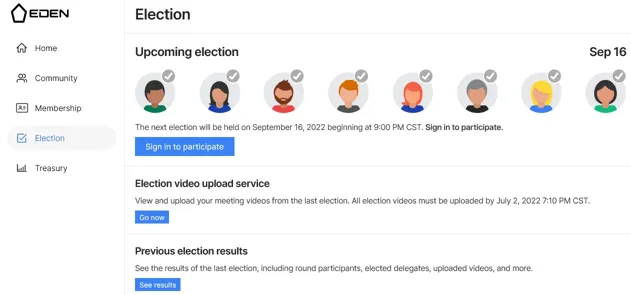 EDEN
Election
Home
Community
Membership
Election
Treasury
Upcoming election
Sep 16
The next election will be held on September 16, 2022 beginning at 9:00 PM CST. Sign in to participate.
Sign in to participate
Election video upload service
View and upload your meeting videos from the last election. All election videos must be uploaded by July 2, 2022 7:10 PM CST.
Go now
Previous election results
See the results of the last election, including round participants, elected delegates, uploaded videos, and more.
See results